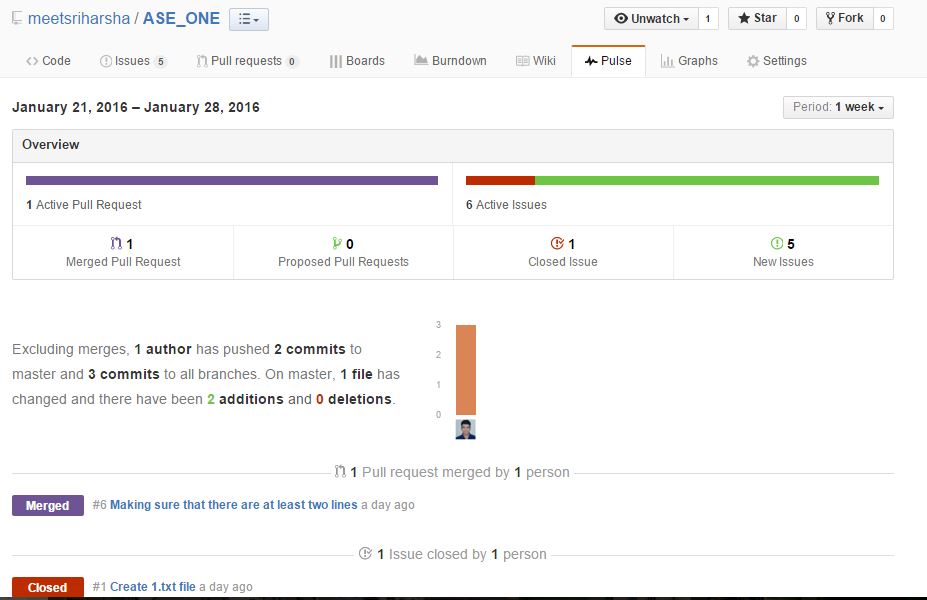 meetsriharsha / ASE_ONE
Unwatch 1 Star 0 Fork 0
Code Issues 5 Pull requests 0 Boards Burndown Wiki Pulse Graphs Settings
January 21, 2016 – January 28, 2016
Period: 1 week
Overview
1 Active Pull Request
6 Active Issues
1
Merged Pull Request
0
Proposed Pull Requests
1
Closed Issue
5
New Issues
Excluding merges, 1 author has pushed 2 commits to
master and 3 commits to all branches. On master, 1 file has
changed and there have been 2 additions and 0 deletions.
3
2
1
0
1 Pull request merged by 1 person
Merged #6 Making sure that there are at least two lines a day ago
1 Issue closed by 1 person
Closed #1 Create 1.txt file a day ago